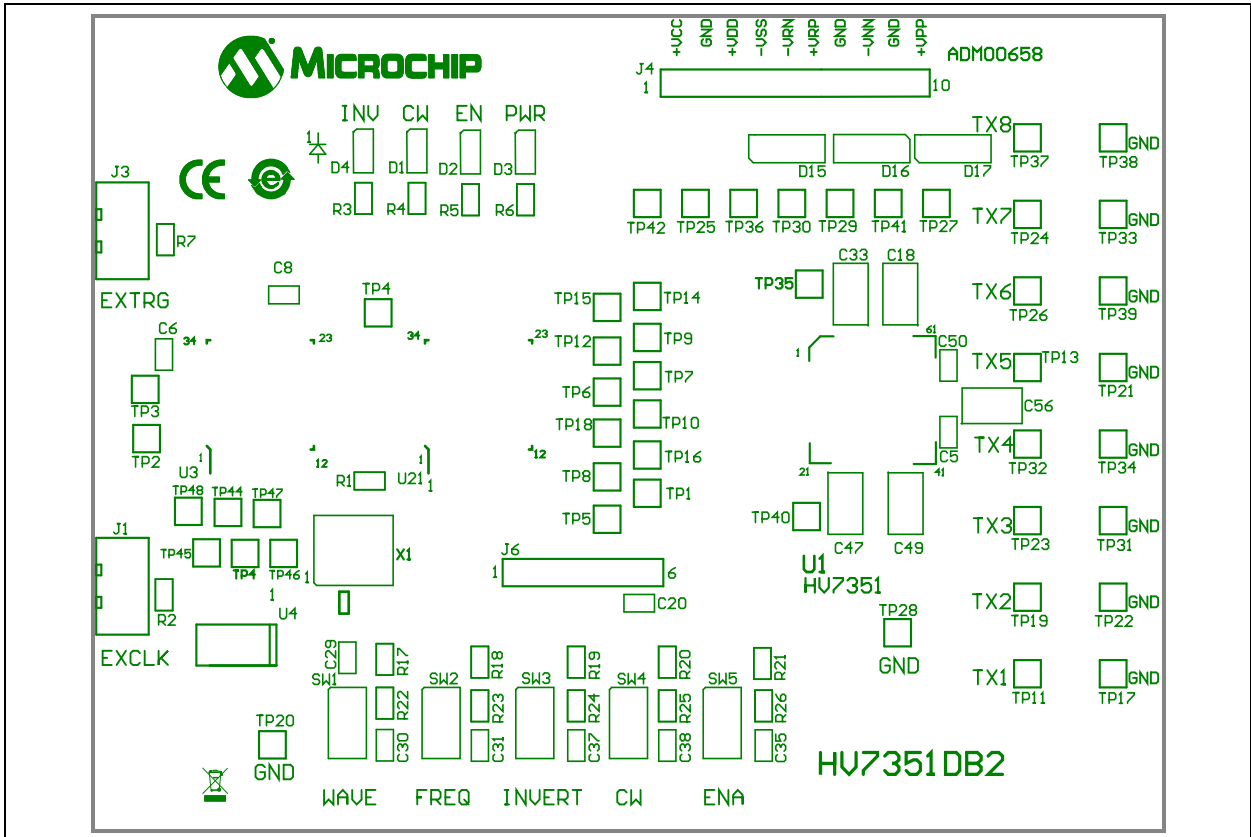 +VCC GND +VDD -VSS -VRN +VRP GND -VNN GND +VPP
ADM00658
MICROCHIP
J4
1 10
INV CW EN PWR
1
D4 D1 D2 D3
R3 R4 R5 R6
CE
e
J3
R7
EXTRG
D15 D16 D17
TP42 TP25 TP36 TP30 TP29 TP41 TP27
TX8 TP37 TP38 GND
TX7 TP24 TP33 GND
TX6 TP26 TP39 GND
TX5 TP13 TP21 GND
TX4 TP32 TP34 GND
TX3 TP23 TP31 GND
TX2 TP19 TP22 GND
TX1 TP11 TP17 GND
C8
TP4
C6
34 23 34 23
TP3
TP2
1 12 1 12
U3
R1
U21
1
TP15 TP14
TP12 TP9
TP6 TP7
TP18 TP10
TP8 TP16
TP5 TP1
TP35 C33 C18
1 61
C50
C56
C5
21 41
TP40
C47 C49
U1
HV7351
TP28
GND
TP48 TP44 TP47
TP45 TP4 TP46
J1
R2
EXCLK
1
U4
X1
1
J6
1 6
C20
C29 R17 R18 R19 R20 R21
SW1 SW2 SW3 SW4 SW5
R22 R23 R24 R25 R26
C30 C31 C37 C38 C35
TP20
GND
WAVE FREQ INVERT CW ENA
HV7351DB2